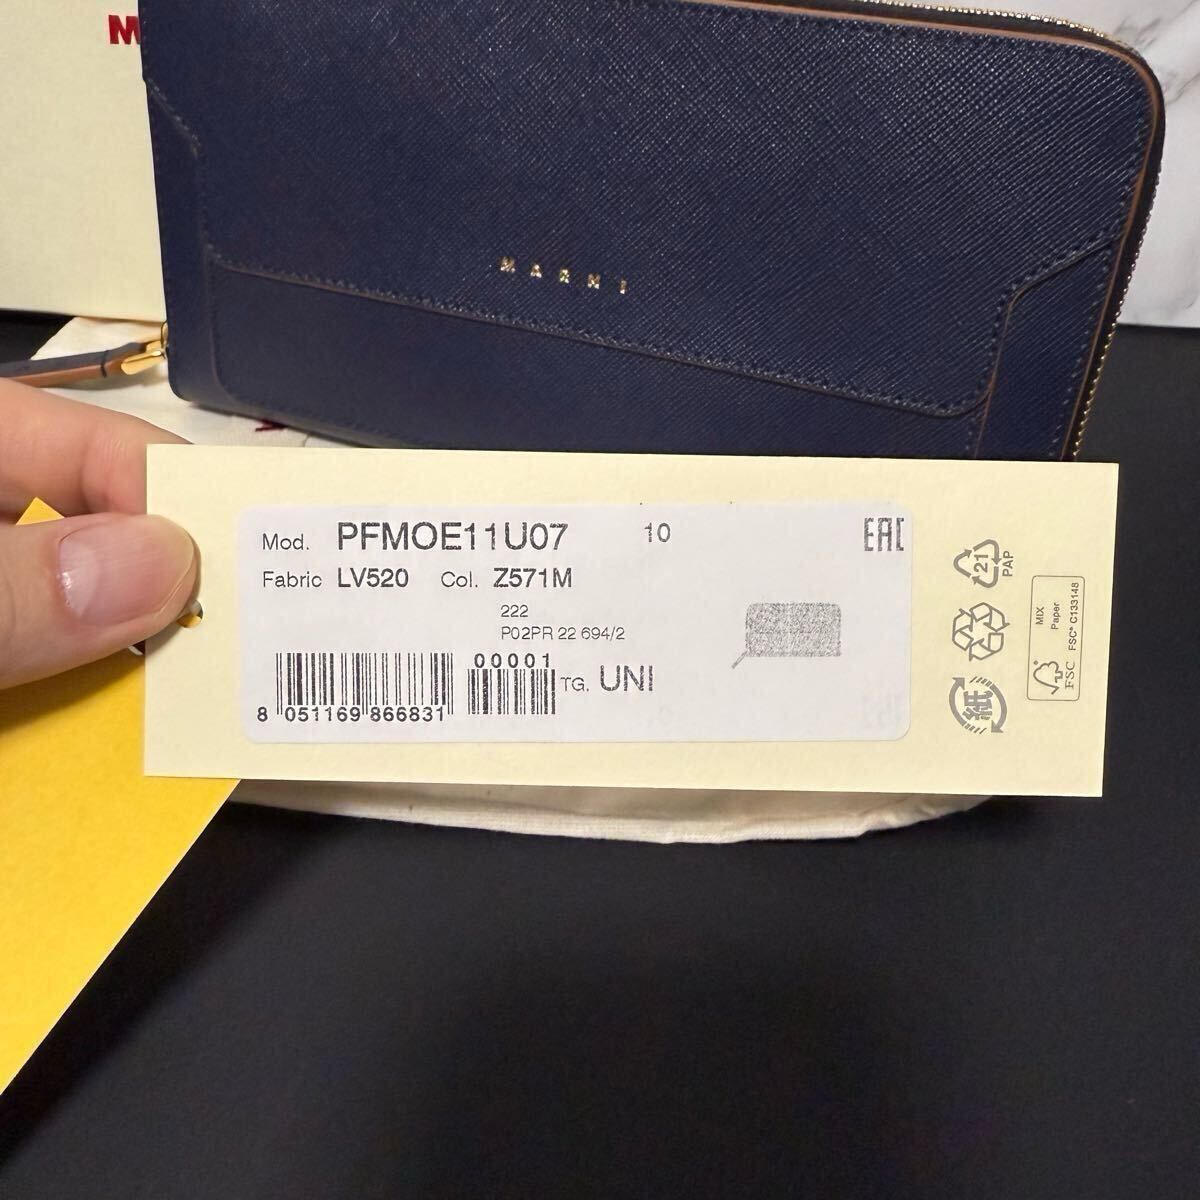 M
MARNI
Mod. PFMOE11U07 10 EAC
Fabric LV520 Col. Z571M
222
P02PR 22 694/2
00001
TG. UNI
8 051169 866831
21
PAP
紙
MIX
Paper
FSC® C133148
FSC